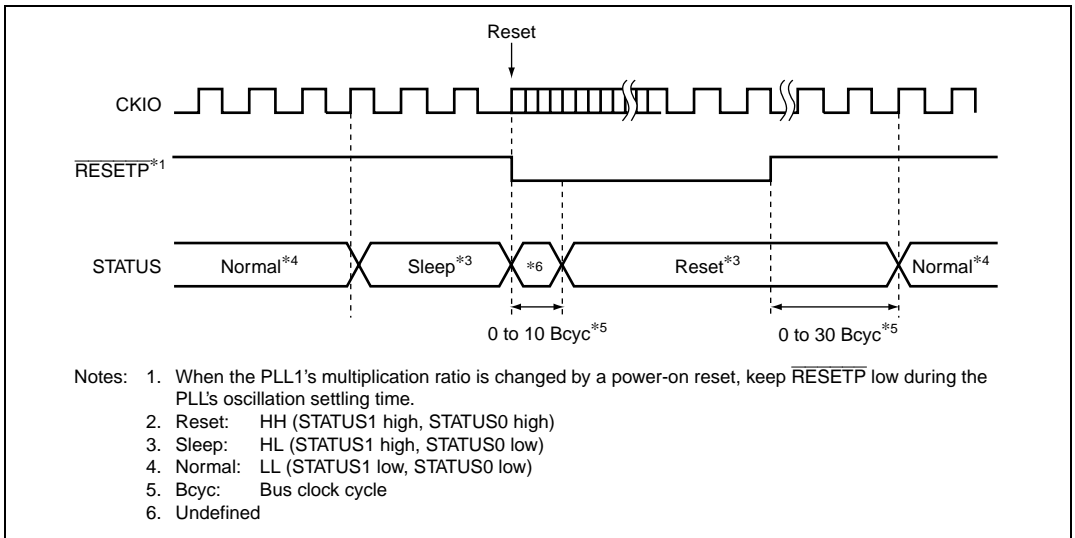 Reset
CKIO
RESETP*1
STATUS
Normal*4
Sleep*3
*6
Reset*3
Normal*4
0 to 10 Bcyc*5
0 to 30 Bcyc*5
Notes: 1. When the PLL1's multiplication ratio is changed by a power-on reset, keep RESETP low during the
PLL's oscillation settling time.
2. Reset: HH (STATUS1 high, STATUS0 high)
3. Sleep: HL (STATUS1 high, STATUS0 low)
4. Normal: LL (STATUS1 low, STATUS0 low)
5. Bcyc: Bus clock cycle
6. Undefined